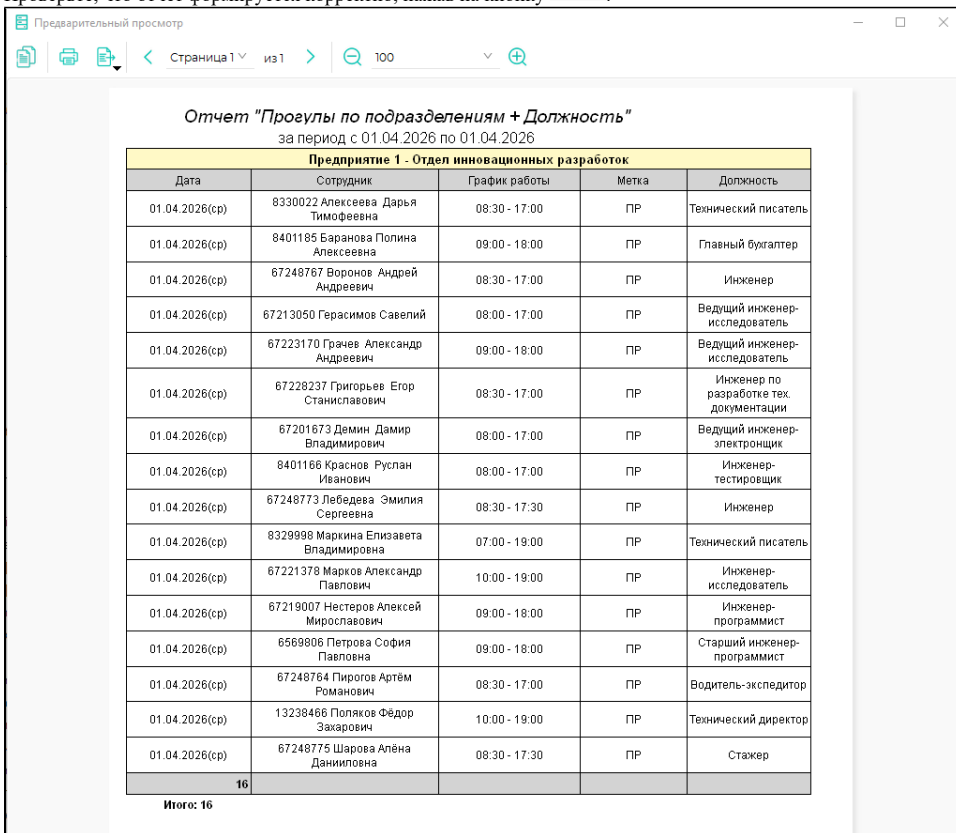 Проверьте, что отчет формируется корректно, нажав на кнопку
Предварительный просмотр
Страница 1 из 1 100
Отчет "Прогулы по подразделениям + Должность"
за период с 01.04.2026 по 01.04.2026
Предприятие 1 - Отдел инновационных разработок
Дата Сотрудник График работы Метка Должность
01.04.2026(ср) 8330022 Алексеева Дарья Тимофеевна 08:30 - 17:00 ПР Технический писатель
01.04.2026(ср) 8401185 Баранова Полина Алексеевна 09:00 - 18:00 ПР Главный бухгалтер
01.04.2026(ср) 67248767 Воронов Андрей Андреевич 08:30 - 17:00 ПР Инженер
01.04.2026(ср) 67213050 Герасимов Савелий 08:00 - 17:00 ПР Ведущий инженер-исследователь
01.04.2026(ср) 67223170 Грачев Александр Андреевич 09:00 - 18:00 ПР Ведущий инженер-исследователь
01.04.2026(ср) 67228237 Григорьев Егор Станиславович 08:30 - 17:00 ПР Инженер по разработке тех. документации
01.04.2026(ср) 67201673 Демин Дамир Владимирович 08:00 - 17:00 ПР Ведущий инженер-электронщик
01.04.2026(ср) 8401166 Краснов Руслан Иванович 08:00 - 17:00 ПР Инженер-тестировщик
01.04.2026(ср) 67248773 Лебедева Эмилия Сергеевна 08:30 - 17:30 ПР Инженер
01.04.2026(ср) 8329998 Маркина Елизавета Владимировна 07:00 - 19:00 ПР Технический писатель
01.04.2026(ср) 67221378 Марков Александр Павлович 10:00 - 19:00 ПР Инженер-исследователь
01.04.2026(ср) 67219007 Нестеров Алексей Мирославович 09:00 - 18:00 ПР Инженер-программист
01.04.2026(ср) 6569806 Петрова София Павловна 09:00 - 18:00 ПР Старший инженер-программист
01.04.2026(ср) 67248764 Пирогов Артём Романович 08:30 - 17:00 ПР Водитель-экспедитор
01.04.2026(ср) 13238466 Поляков Фёдор Захарович 10:00 - 19:00 ПР Технический директор
01.04.2026(ср) 67248775 Шарова Алёна Данииловна 08:30 - 17:30 ПР Стажер
16
Итого: 16